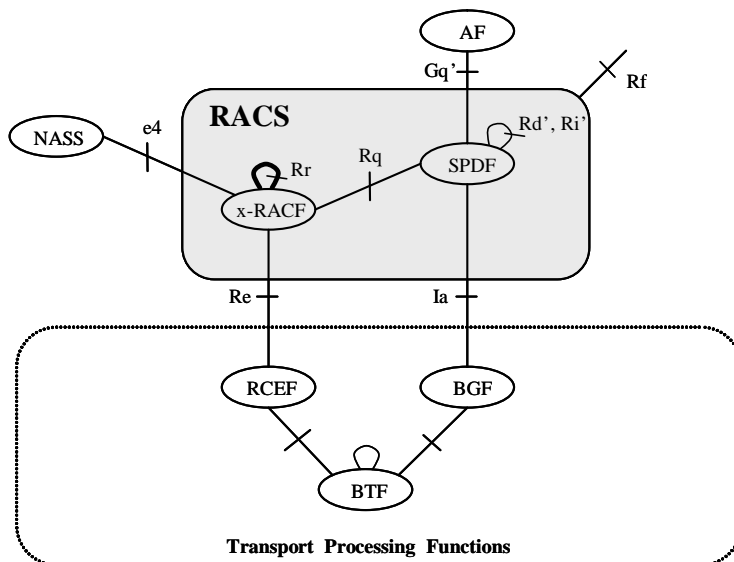 AF
Gq’
Rf
RACS
e4
NASS
Rd’, Ri’
Rq
Rr
SPDF
x-RACF
Re
Ia
RCEF
BGF
BTF
Transport Processing Functions